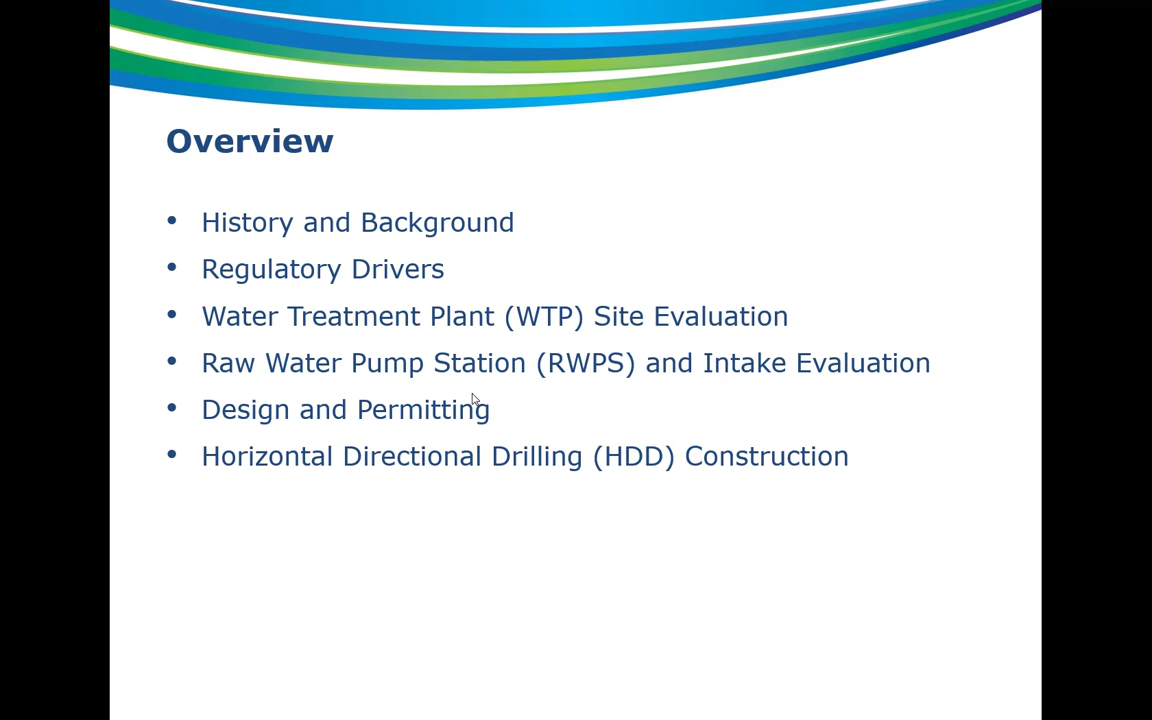 Overview
• History and Background
• Regulatory Drivers
• Water Treatment Plant (WTP) Site Evaluation
• Raw Water Pump Station (RWPS) and Intake Evaluation
• Design and Permitting
• Horizontal Directional Drilling (HDD) Construction